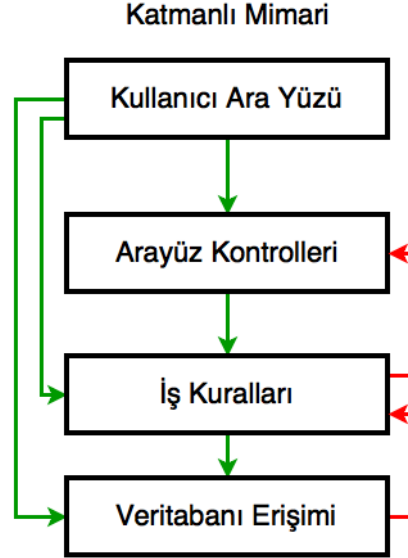 Katmanlı Mimari
Kullanıcı Ara Yüzü
Arayüz Kontrolleri
İş Kuralları
Veritabanı Erişimi